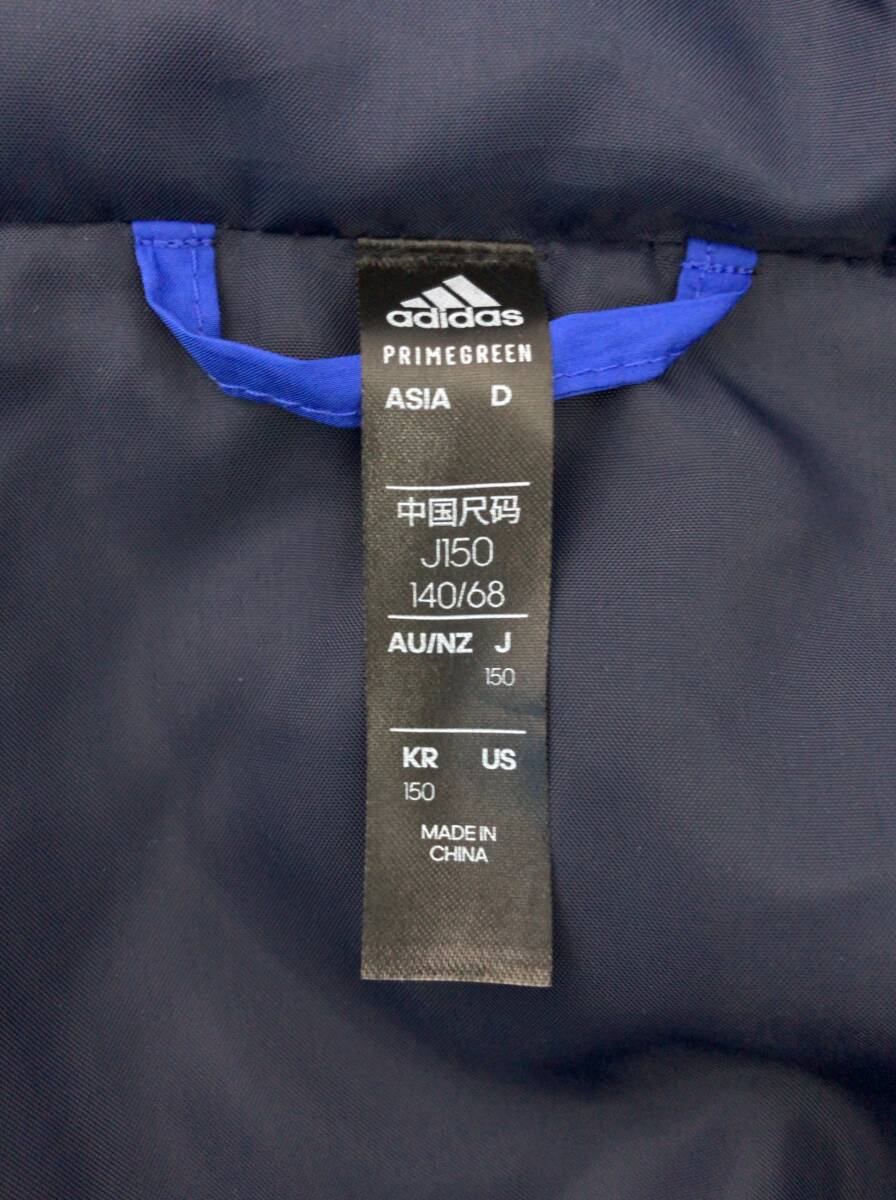 adidas
PRIMEGREEN
ASIA D
中国尺码
J150
140/68
AU/NZ J
150
KR US
150
MADE IN
CHINA